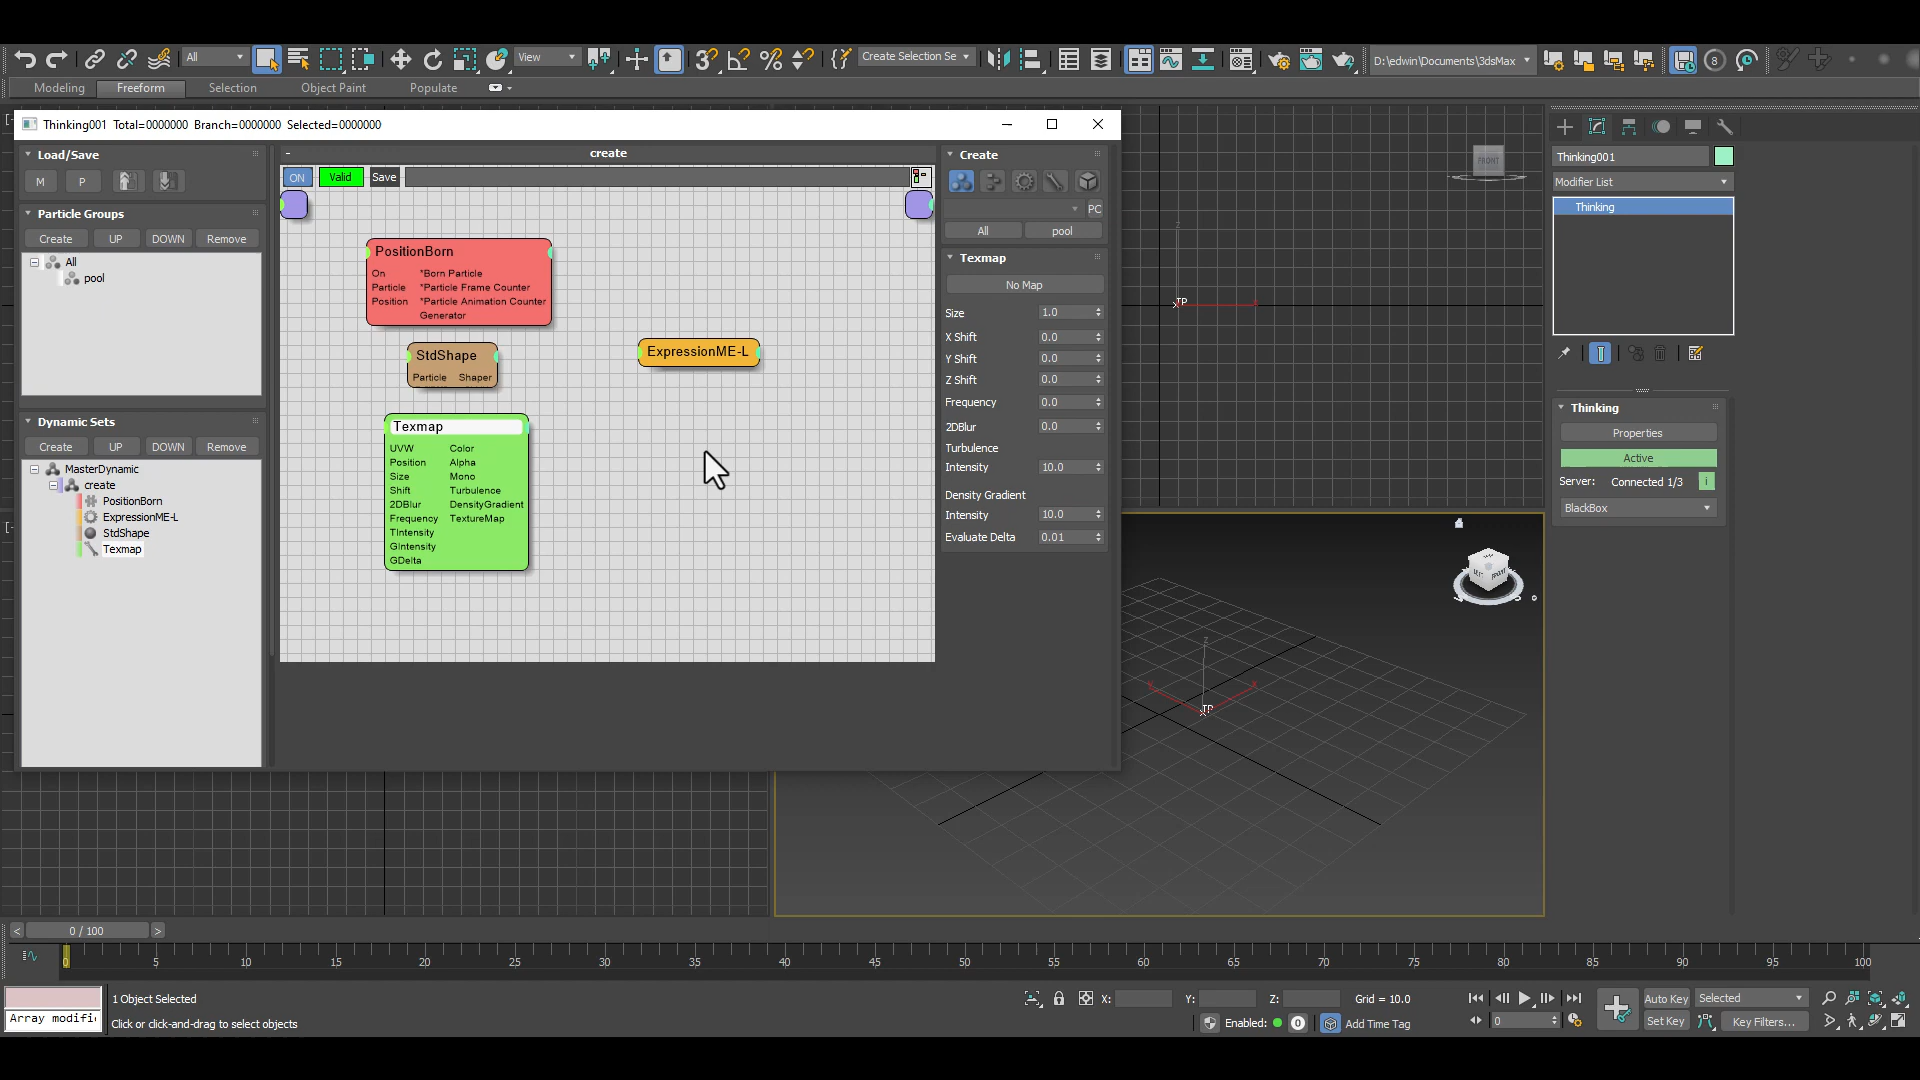 All
View
Create Selection Se
D:\edwin\Documents\3dsMax
8
Modeling
Freeform
Selection
Object Paint
Populate
Thinking001 Total=0000000 Branch=0000000 Selected=0000000
Load/Save
M
P
Particle Groups
Create
UP
DOWN
Remove
All
pool
Dynamic Sets
Create
UP
DOWN
Remove
MasterDynamic
create
PositionBorn
ExpressionME-L
StdShape
Texmap
create
ON
Valid
Save
PositionBorn
On *Born Particle
Particle *Particle Frame Counter
Position *Particle Animation Counter
Generator
StdShape
Particle Shaper
ExpressionME-L
Texmap
UVW Color
Position Alpha
Size Mono
Shift Turbulence
2DBlur DensityGradient
Frequency TextureMap
TIntensity
GIntensity
GDelta
Create
PC
All
pool
Texmap
No Map
Size 1.0
X Shift 0.0
Y Shift 0.0
Z Shift 0.0
Frequency 0.0
2DBlur 0.0
Turbulence
Intensity 10.0
Density Gradient
Intensity 10.0
Evaluate Delta 0.01
FRONT
TP
Z
Thinking001
Modifier List
Thinking
Thinking
Properties
Active
Server: Connected 1/3 i
BlackBox
LEFT
FRONT
TP
Z
< 0 / 100 >
0 5 10 15 20 25 30 35 40 45 50 55 60 65 70 75 80 85 90 95 100
1 Object Selected
Array modifi
Click or click-and-drag to select objects
X:
Y:
Z:
Grid = 10.0
Enabled:
0
Add Time Tag
0
Auto Key
Selected
Set Key
Key Filters...